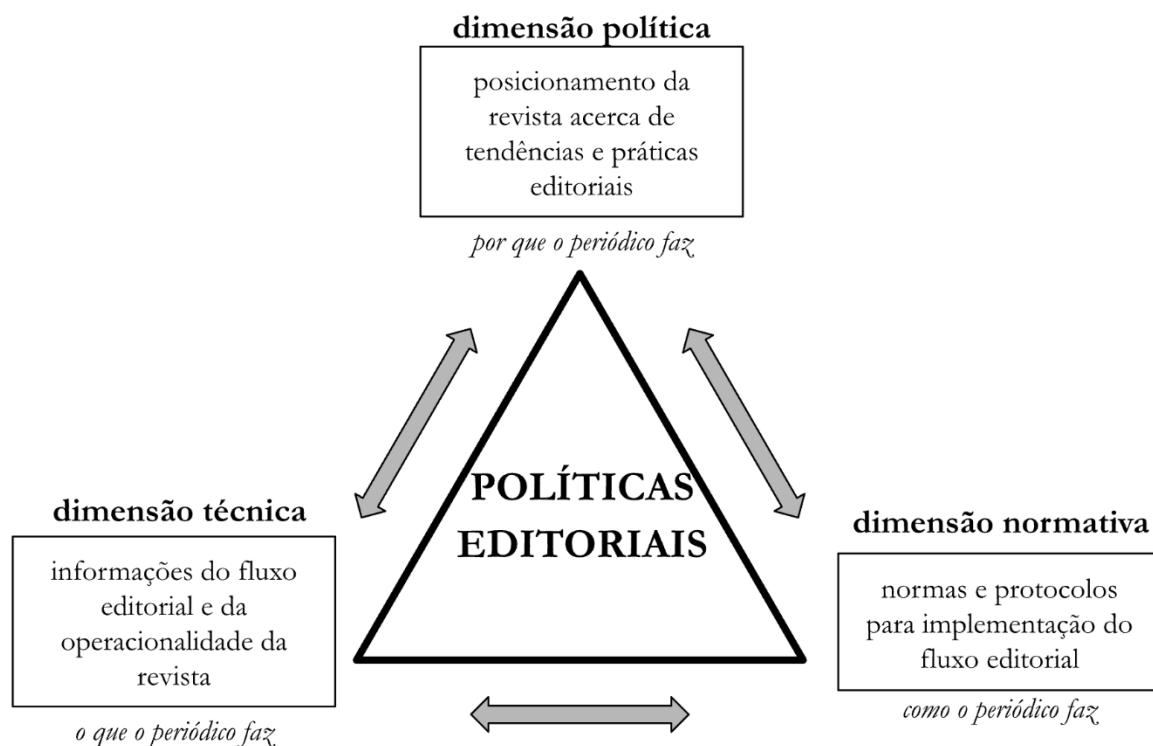 dimensão política
posicionamento da
revista acerca de
tendências e práticas
editoriais
por que o periódico faz
POLÍTICAS
EDITORIAIS
dimensão técnica
informações do fluxo
editorial e da
operacionalidade da
revista
o que o periódico faz
dimensão normativa
normas e protocolos
para implementação do
fluxo editorial
como o periódico faz